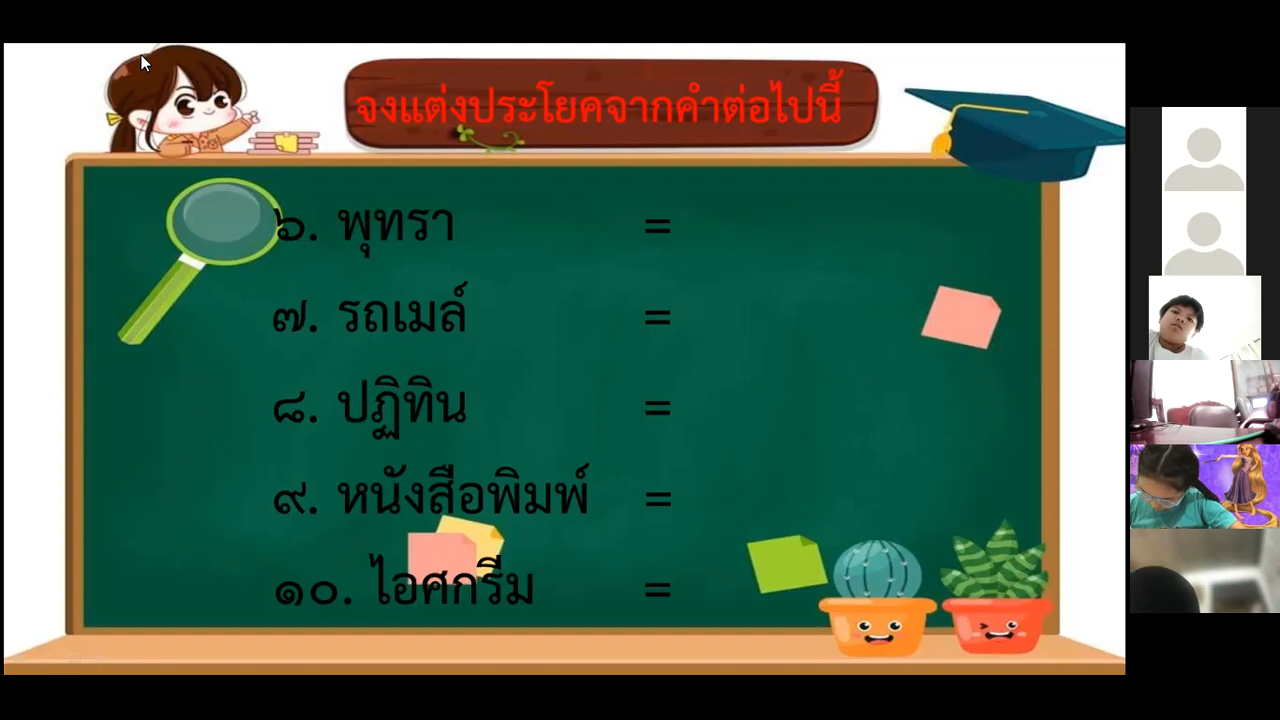 จงแต่งประโยคจากคำต่อไปนี้
๖. พุทรา =
๗. รถเมล์ =
๘. ปฏิทิน =
๙. หนังสือพิมพ์ =
๑๐. ไอศกรีม =